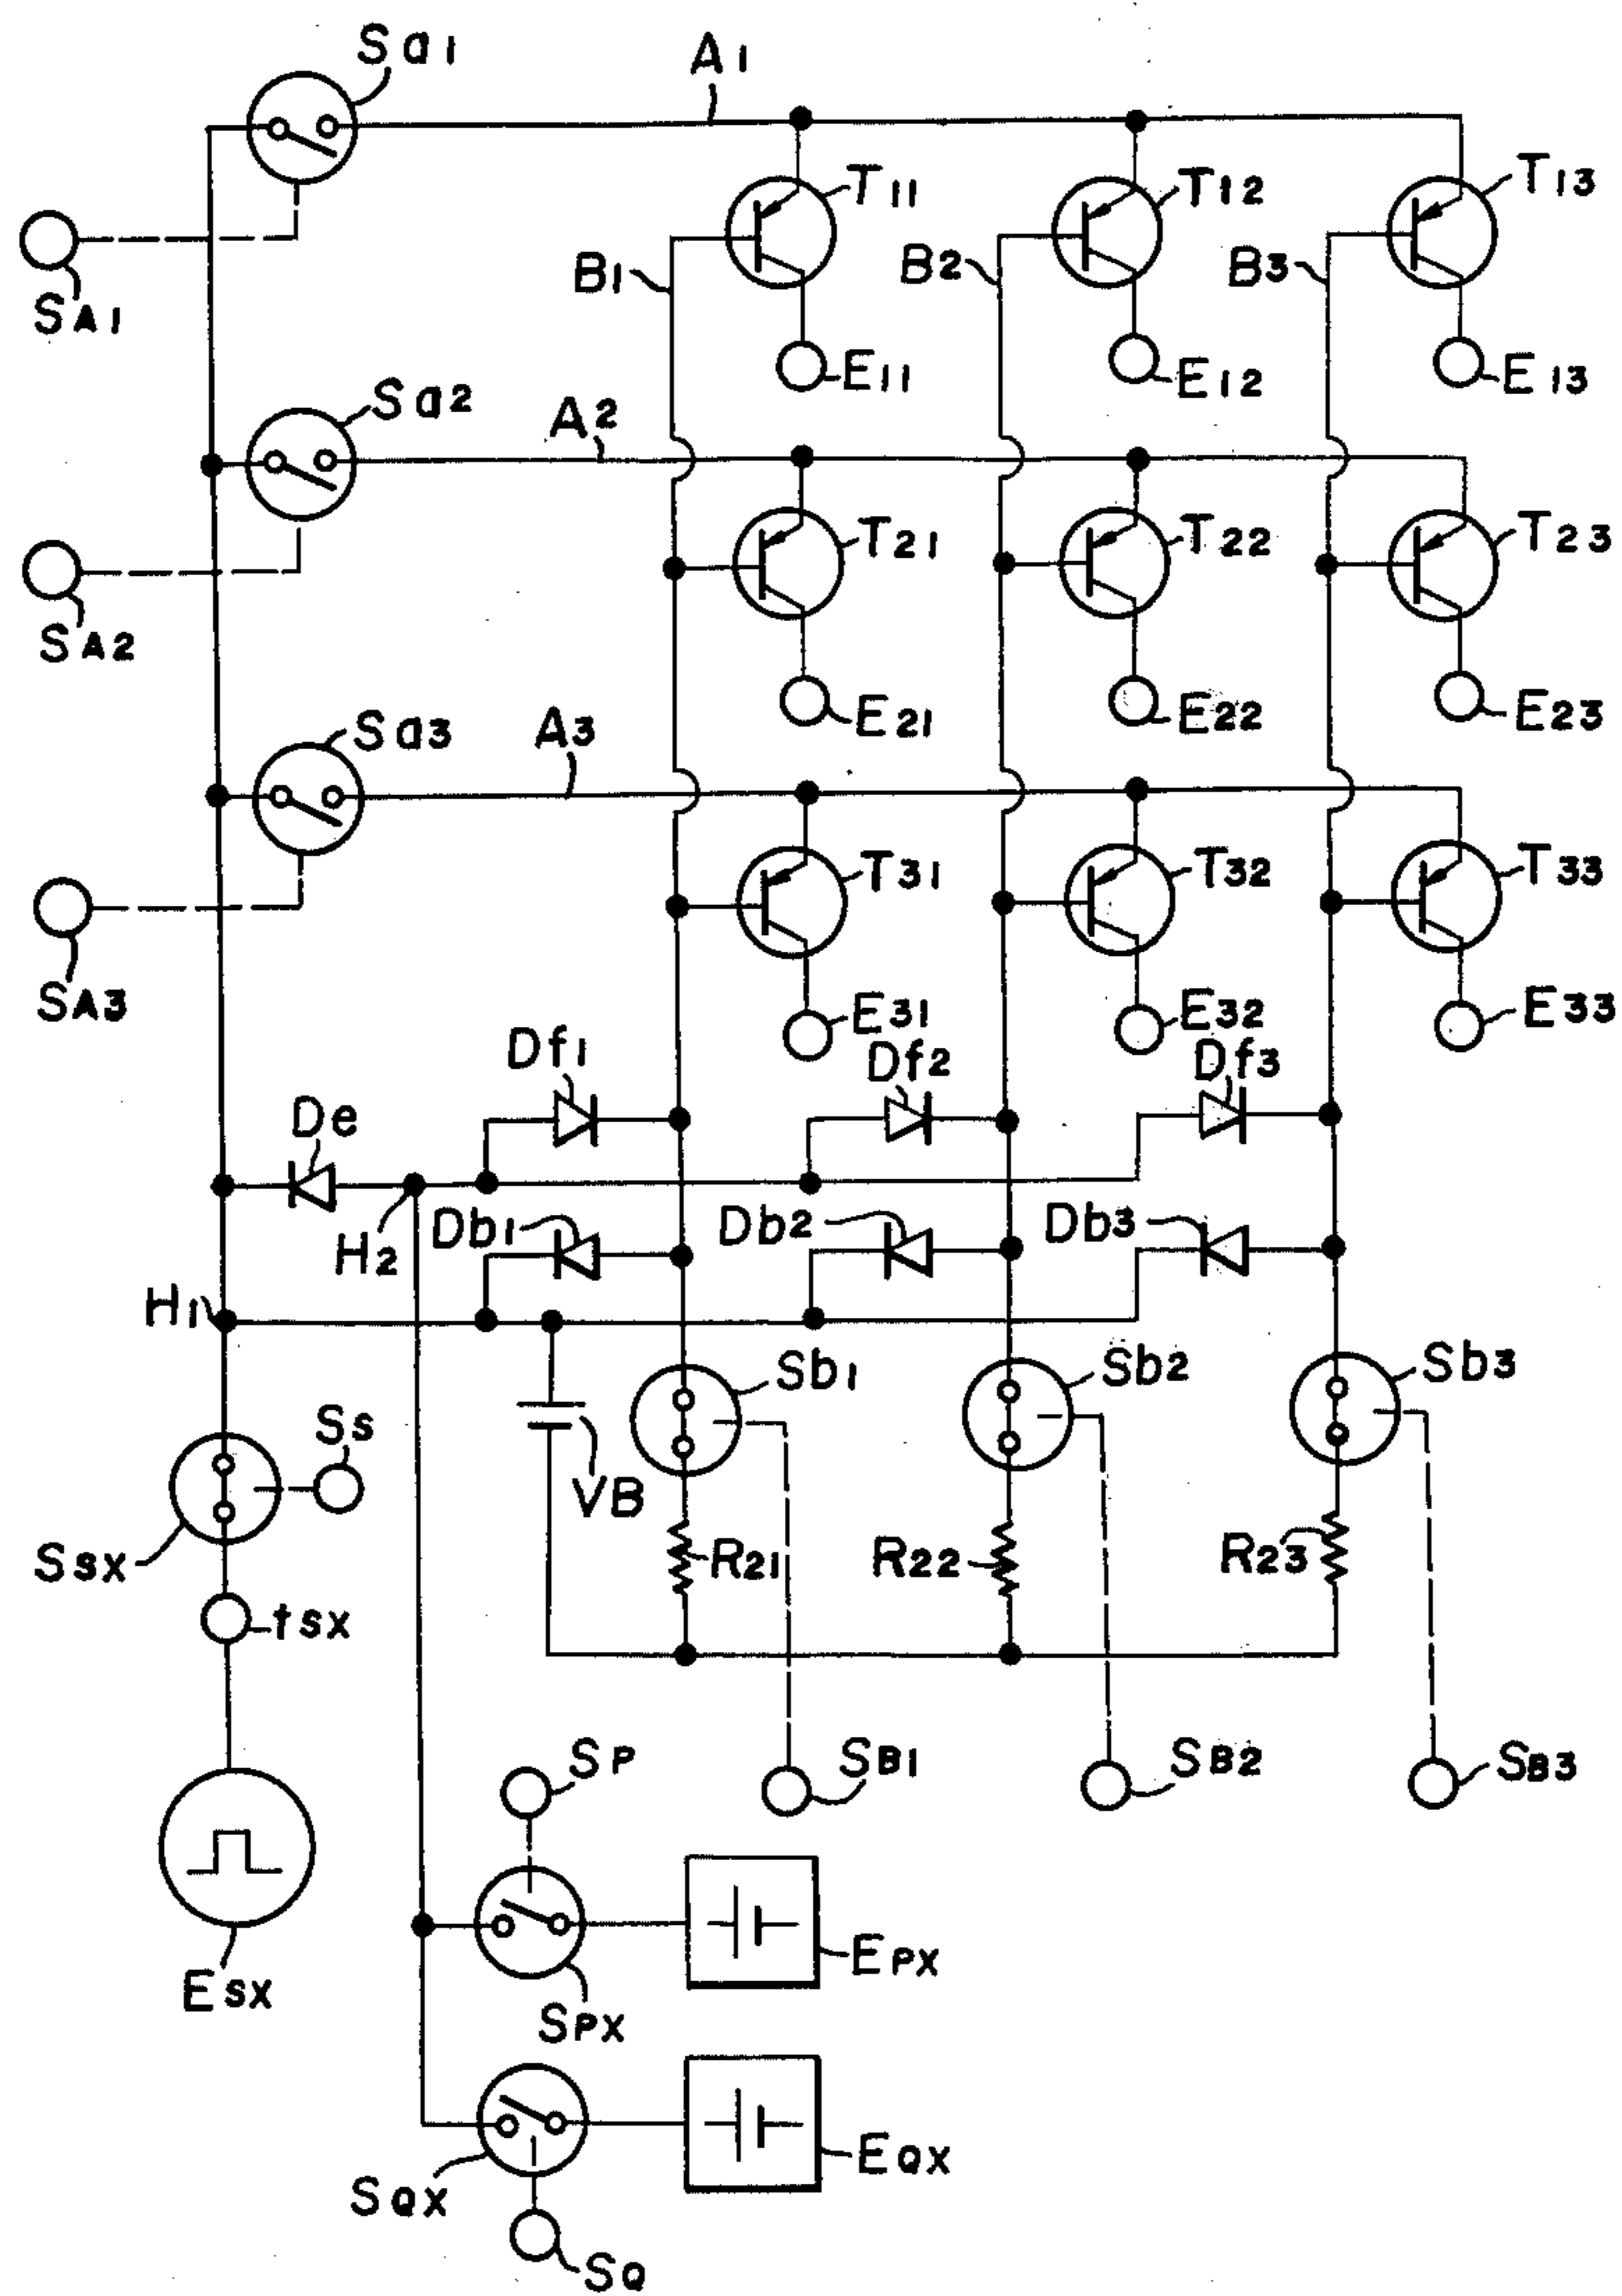 Sa1
A1
T11
T12
T13
B1
B2
B3
SA1
E11
E12
E13
Sa2
A2
T21
T22
T23
SA2
E21
E22
E23
Sa3
A3
T31
T32
T33
SA3
E31
E32
E33
Df1
Df2
Df3
De
H2
Db1
Db2
Db3
H1
Sb1
Sb2
Sb3
Ss
VB
SSX
R21
R22
R23
tSX
SP
SB1
SB2
SB3
ESX
EPX
SPX
EQX
SQX
SQ